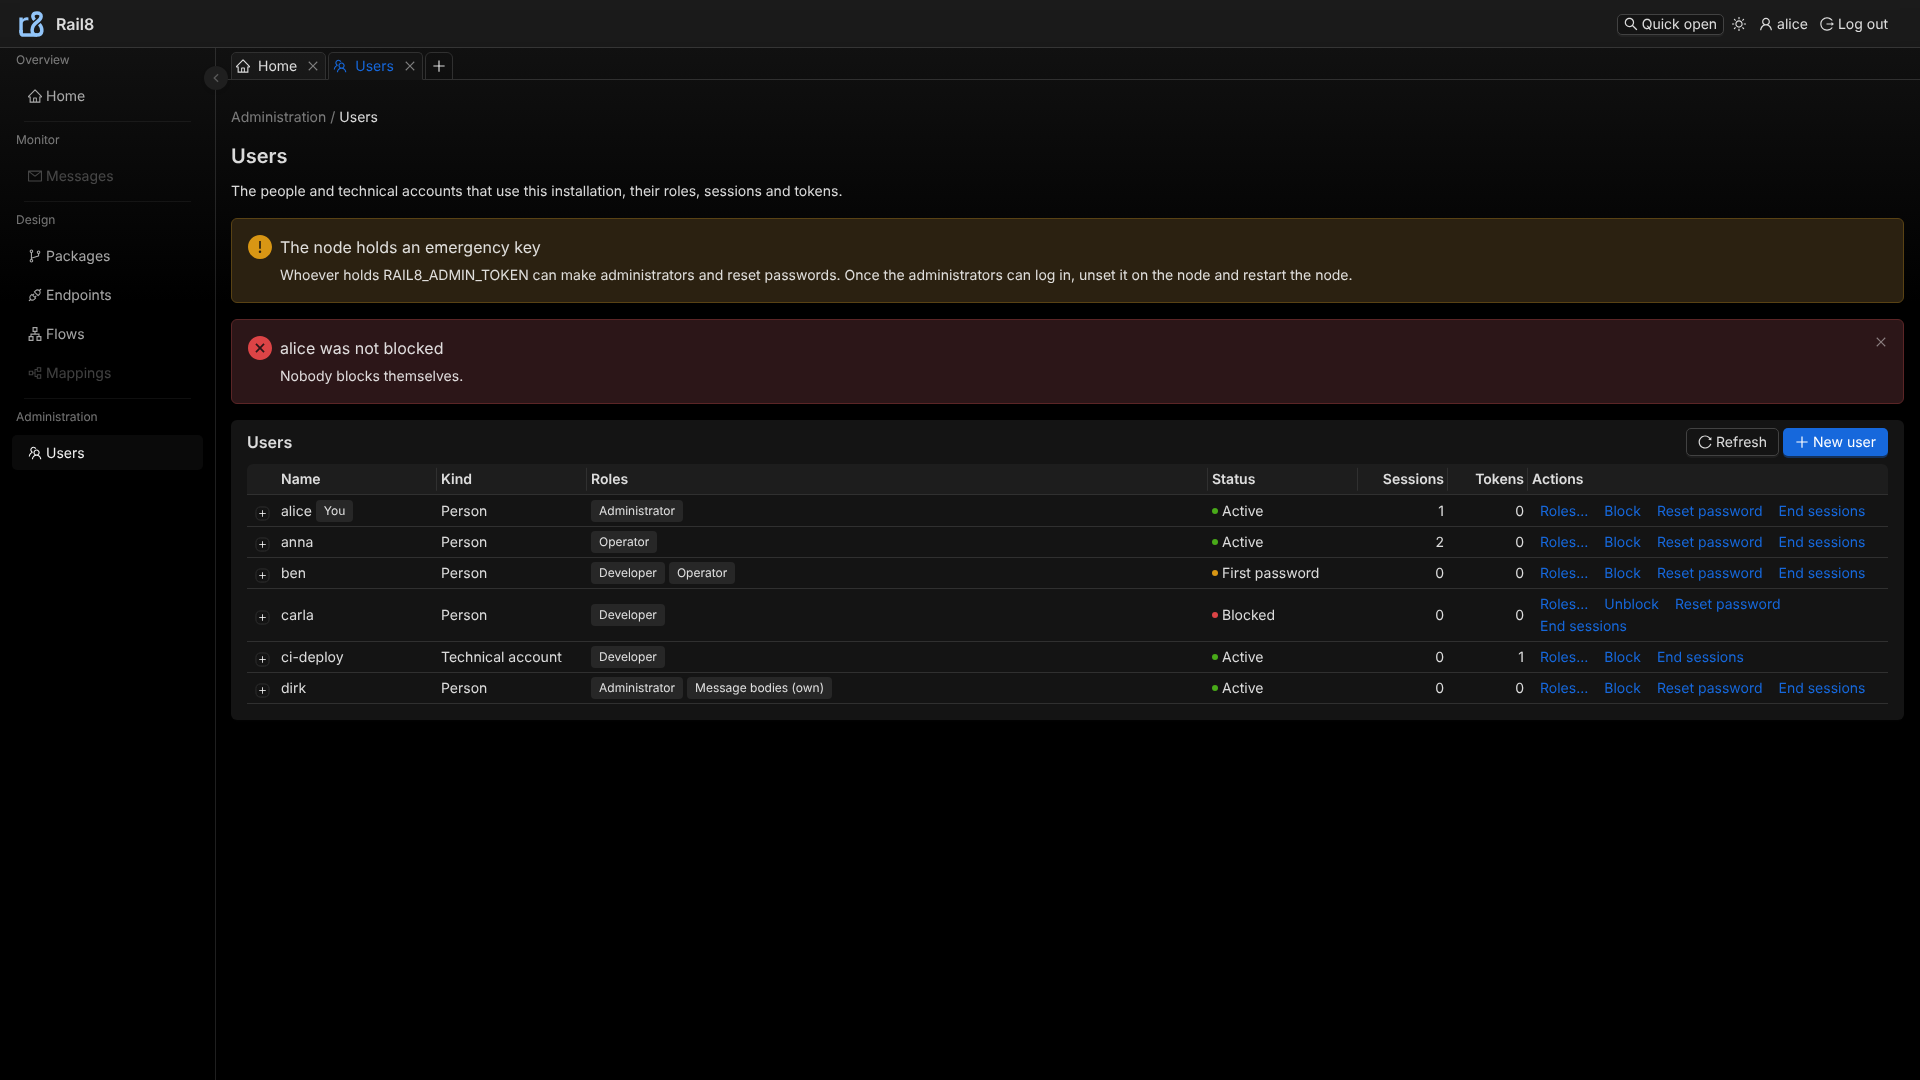 r8 Rail8
Quick open alice Log out
Overview
Home
Monitor
Messages
Design
Packages
Endpoints
Flows
Mappings
Administration
Users
Home Users
Administration / Users
Users
The people and technical accounts that use this installation, their roles, sessions and tokens.
The node holds an emergency key
Whoever holds RAIL8_ADMIN_TOKEN can make administrators and reset passwords. Once the administrators can log in, unset it on the node and restart the node.
alice was not blocked
Nobody blocks themselves.
Users Refresh New user
Name Kind Roles Status Sessions Tokens Actions
alice You Person Administrator Active 1 0 Roles... Block Reset password End sessions
anna Person Operator Active 2 0 Roles... Block Reset password End sessions
ben Person Developer Operator First password 0 0 Roles... Block Reset password End sessions
carla Person Developer Blocked 0 0 Roles... Unblock Reset password
End sessions
ci-deploy Technical account Developer Active 0 1 Roles... Block End sessions
dirk Person Administrator Message bodies (own) Active 0 0 Roles... Block Reset password End sessions